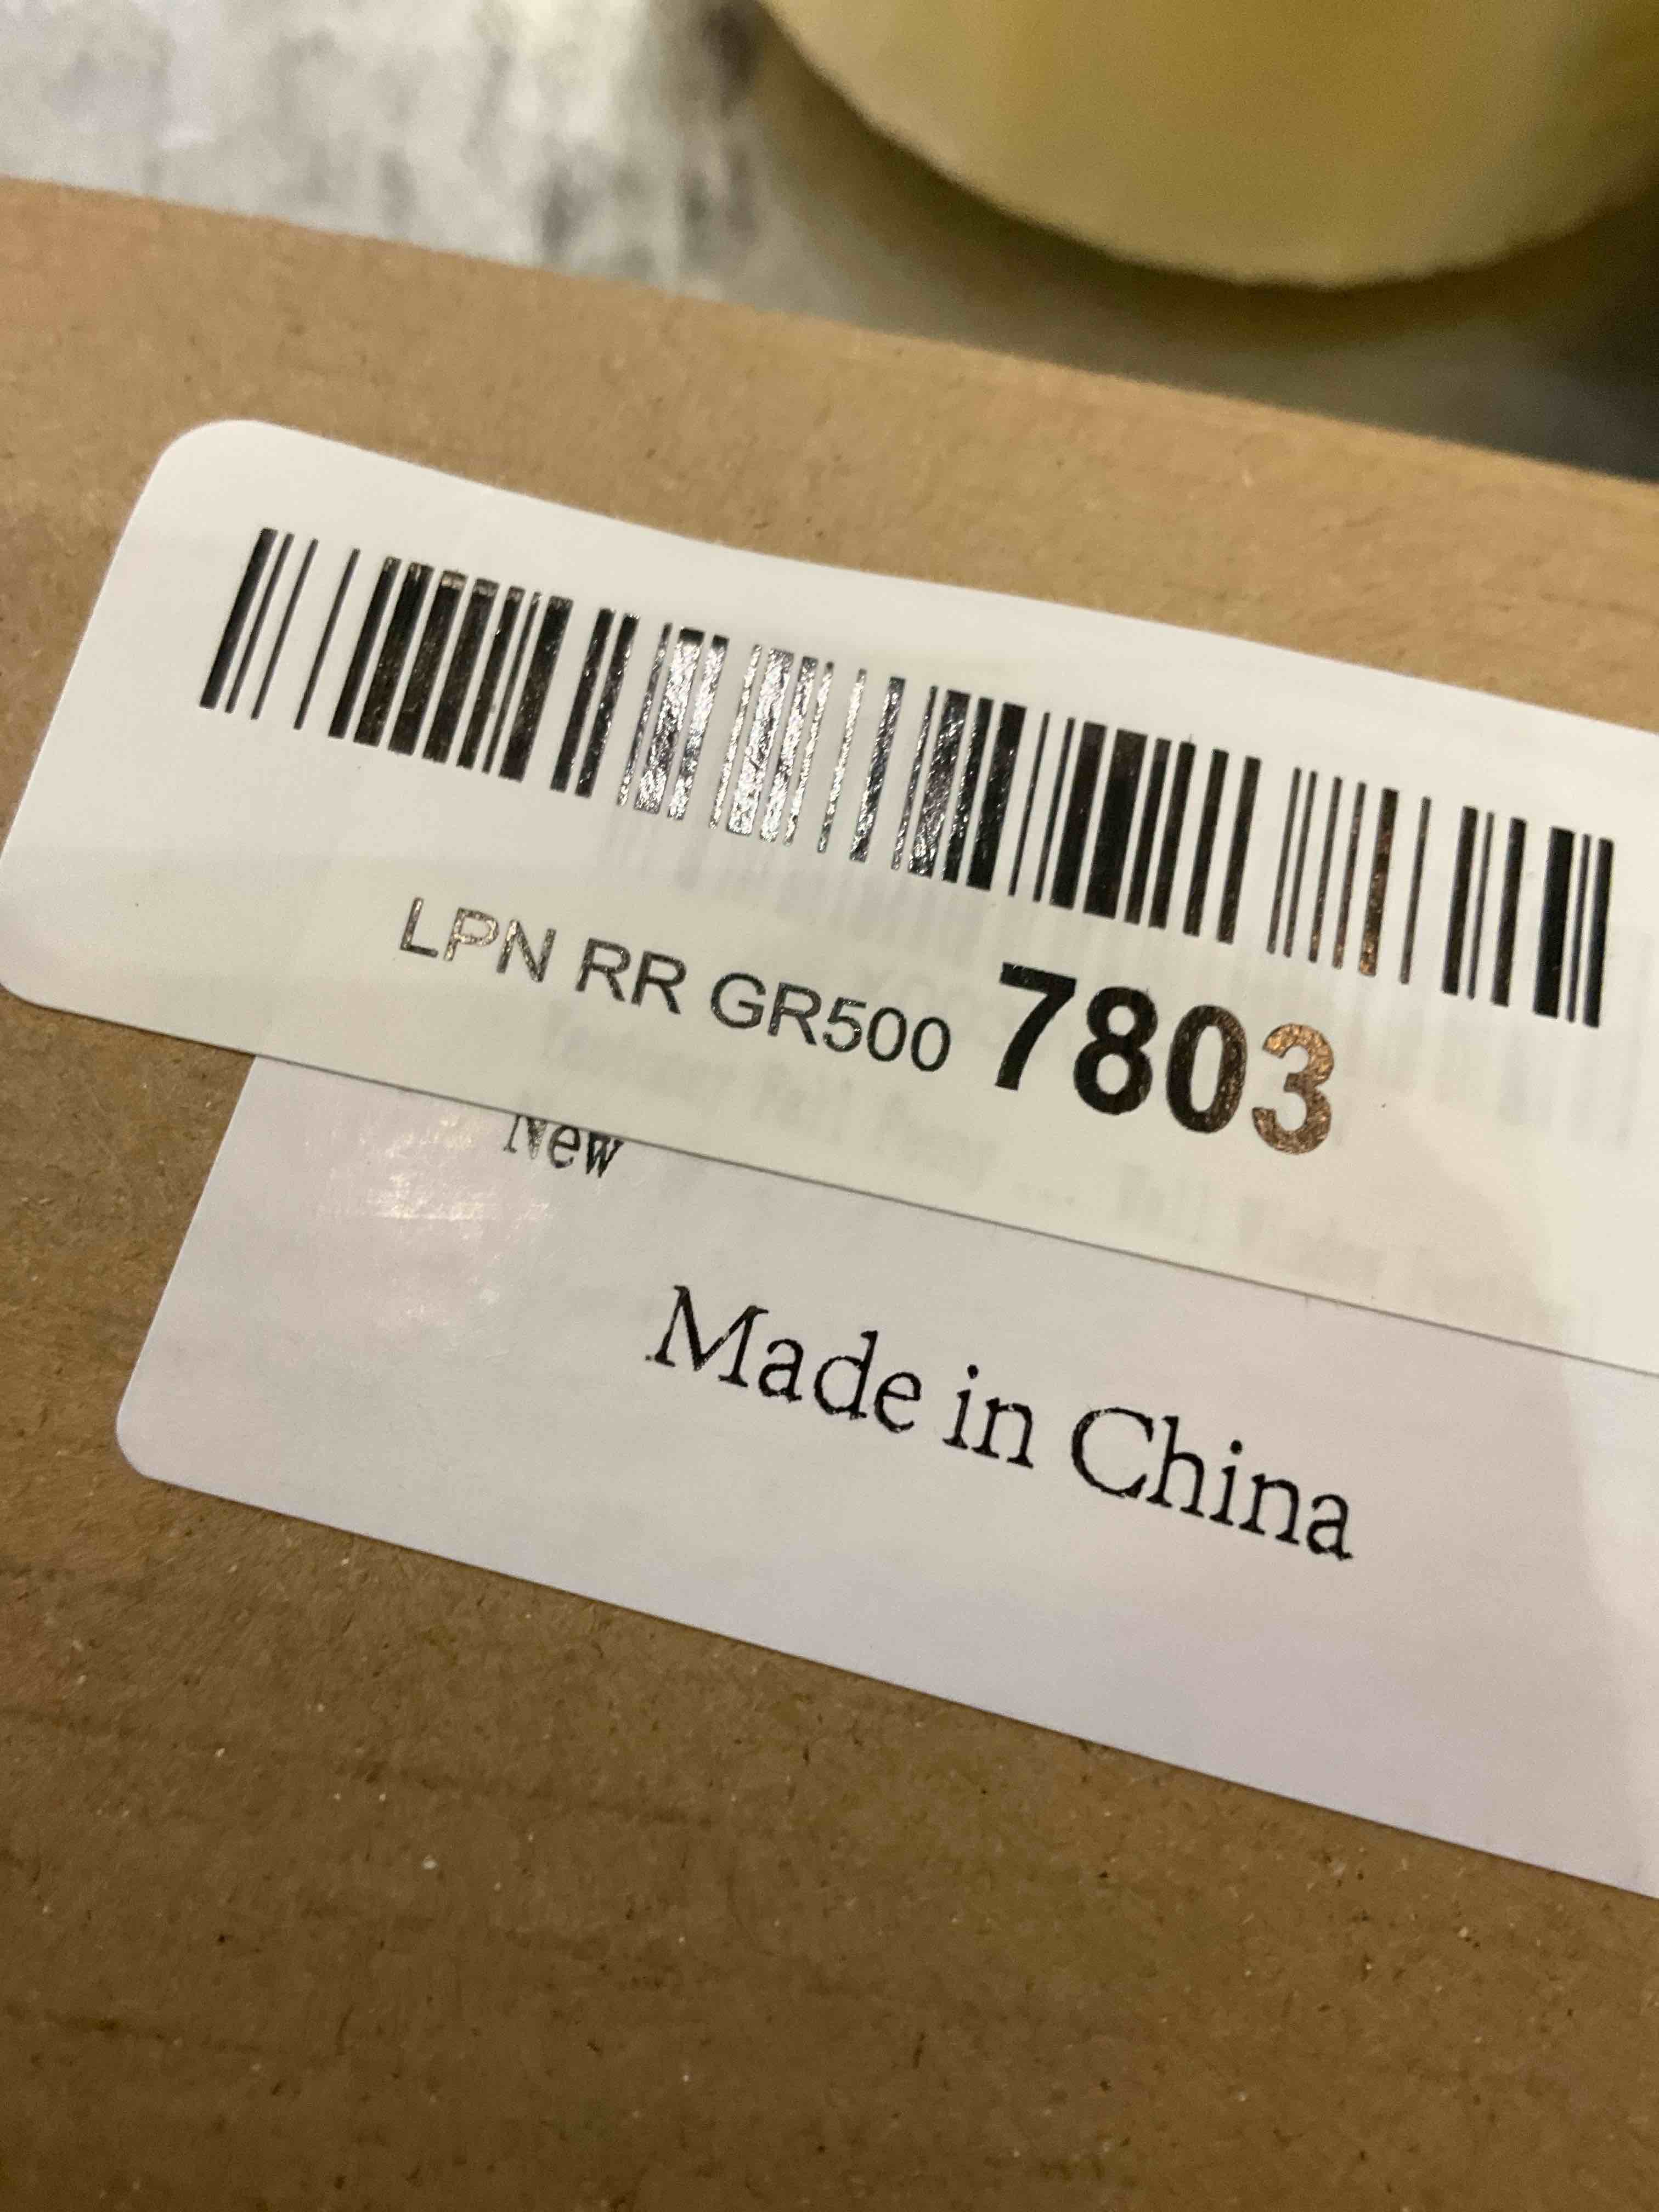 LPN RR GR500 7803
New
Made in China